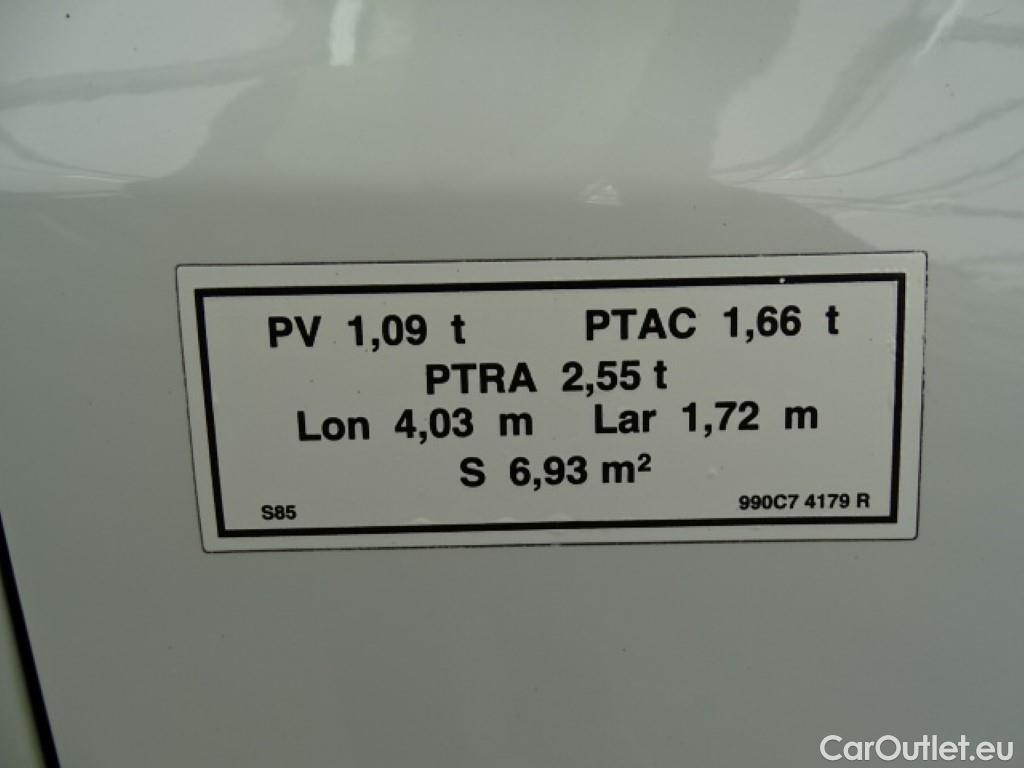 PV 1,09 t PTAC 1,66 t
PTRA 2,55 t
Lon 4,03 m Lar 1,72 m
S 6,93 m²
S85 990C7 4179 R
CarOutlet.eu